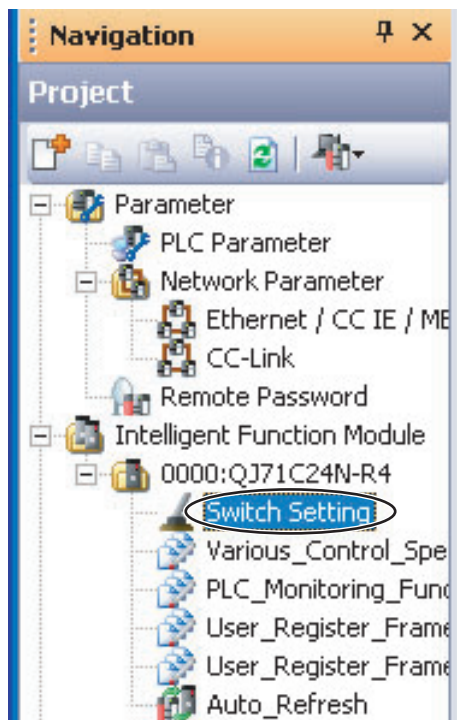 Navigation
Project
Parameter
PLC Parameter
Network Parameter
Ethernet / CC IE / ME
CC-Link
Remote Password
Intelligent Function Module
0000:QJ71C24N-R4
Switch Setting
Various_Control_Spe
PLC_Monitoring_Func
User_Register_Frame
User_Register_Frame
Auto_Refresh